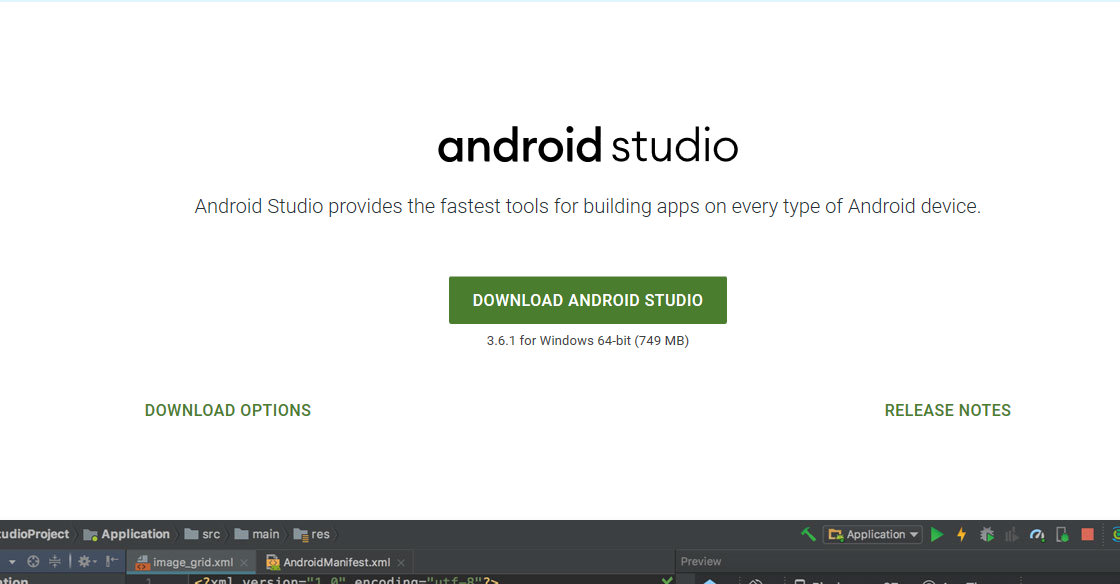 android studio
Android Studio provides the fastest tools for building apps on every type of Android device.
DOWNLOAD ANDROID STUDIO
3.6.1 for Windows 64-bit (749 MB)
DOWNLOAD OPTIONS
RELEASE NOTES
udioProject Application src main res
Application
image_grid.xml
AndroidManifest.xml
Preview
1 <?xml version="1.0" encoding="utf-8"?>